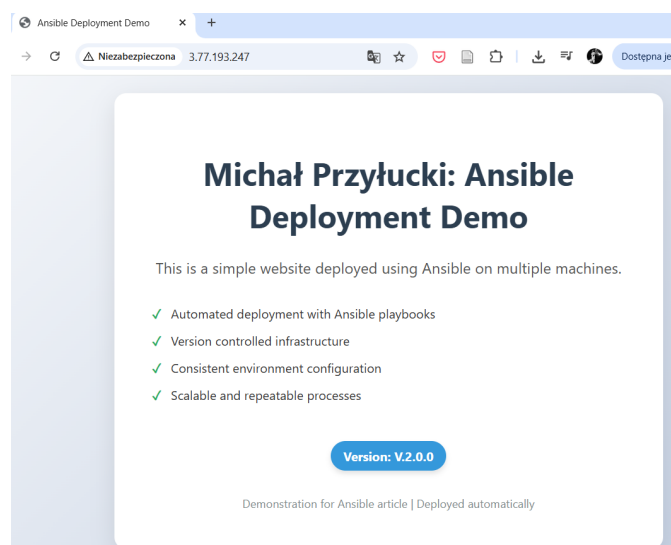 Ansible Deployment Demo
Niezabezpieczona 3.77.193.247
Dostępna je
Michał Przyłucki: Ansible
Deployment Demo
This is a simple website deployed using Ansible on multiple machines.
✓ Automated deployment with Ansible playbooks
✓ Version controlled infrastructure
✓ Consistent environment configuration
✓ Scalable and repeatable processes
Version: V.2.0.0
Demonstration for Ansible article | Deployed automatically